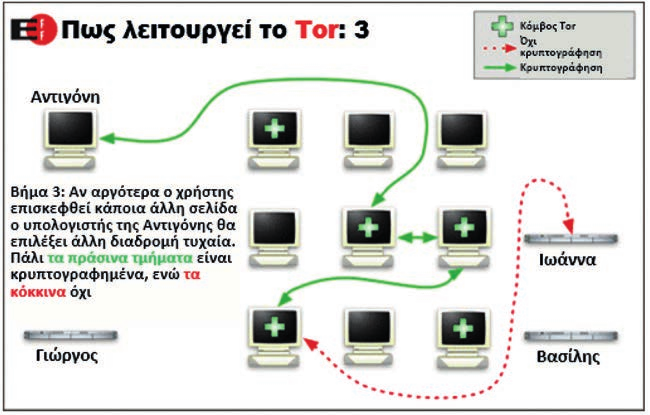 EFF Πως λειτουργεί το Tor: 3
Κόμβος Tor
Όχι
κρυπτογράφηση
Κρυπτογράφηση
Αντιγόνη
Βήμα 3: Αν αργότερα ο χρήστης
επισκεφθεί κάποια άλλη σελίδα
ο υπολογιστής της Αντιγόνης θα
επιλέξει άλλη διαδρομή τυχαία.
Πάλι τα πράσινα τμήματα είναι
κρυπτογραφημένα, ενώ τα
κόκκινα όχι
Ιωάννα
Γιώργος
Βασίλης